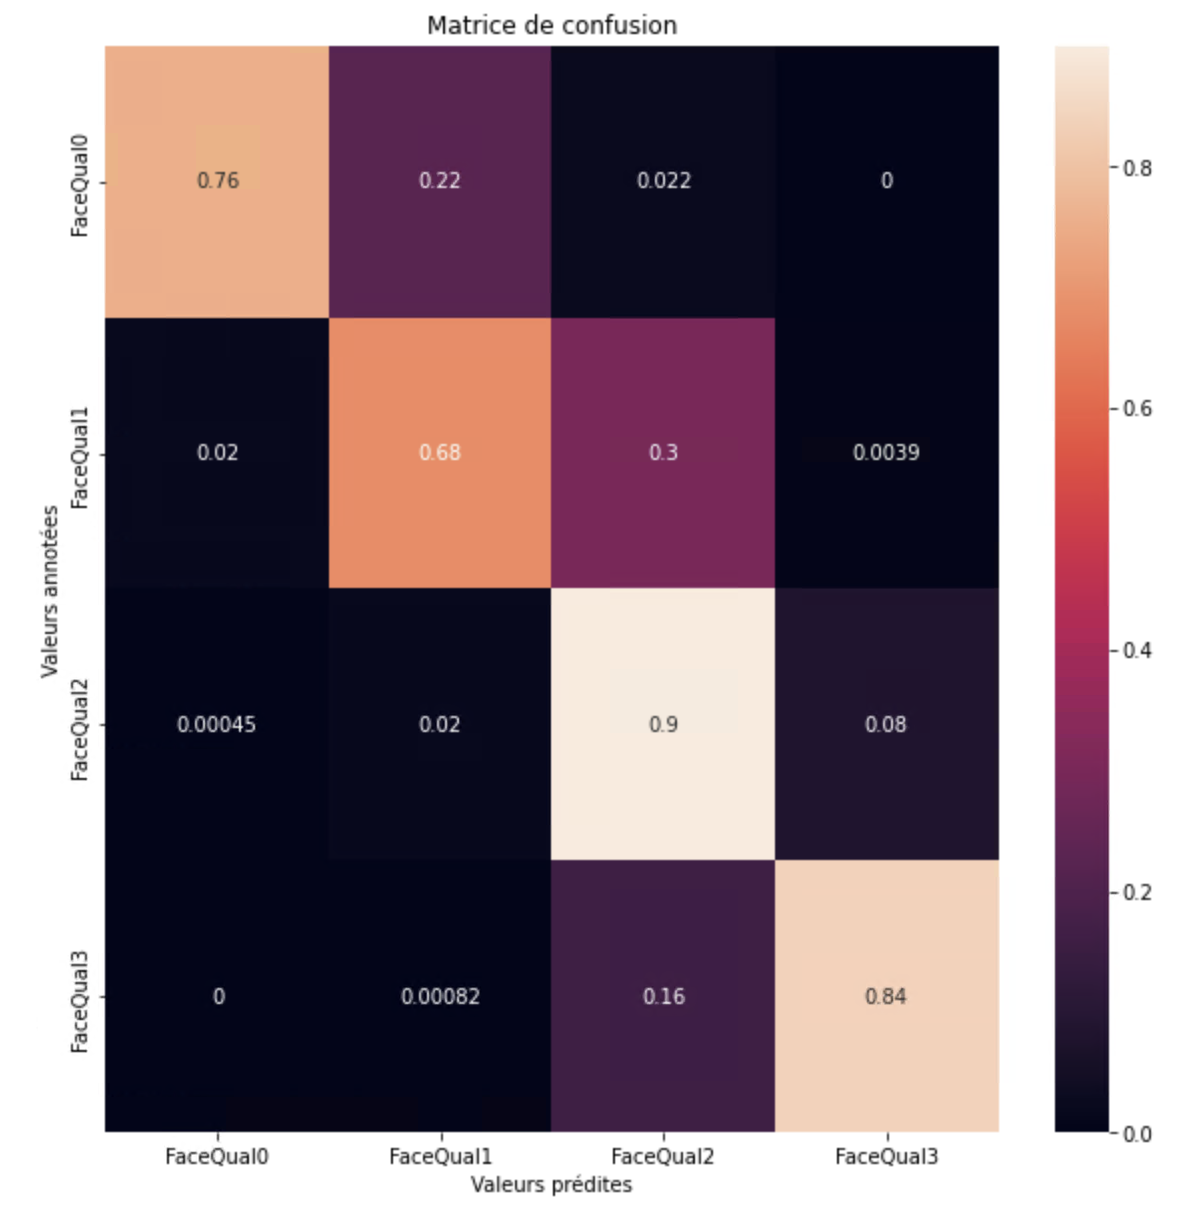 Matrice de confusion
FaceQual0
0.76 0.22 0.022 0
FaceQual1
0.02 0.68 0.3 0.0039
FaceQual2
0.00045 0.02 0.9 0.08
FaceQual3
0 0.00082 0.16 0.84
Valeurs annotées
FaceQual0 FaceQual1 FaceQual2 FaceQual3
Valeurs prédites
0.8
0.6
0.4
0.2
0.0